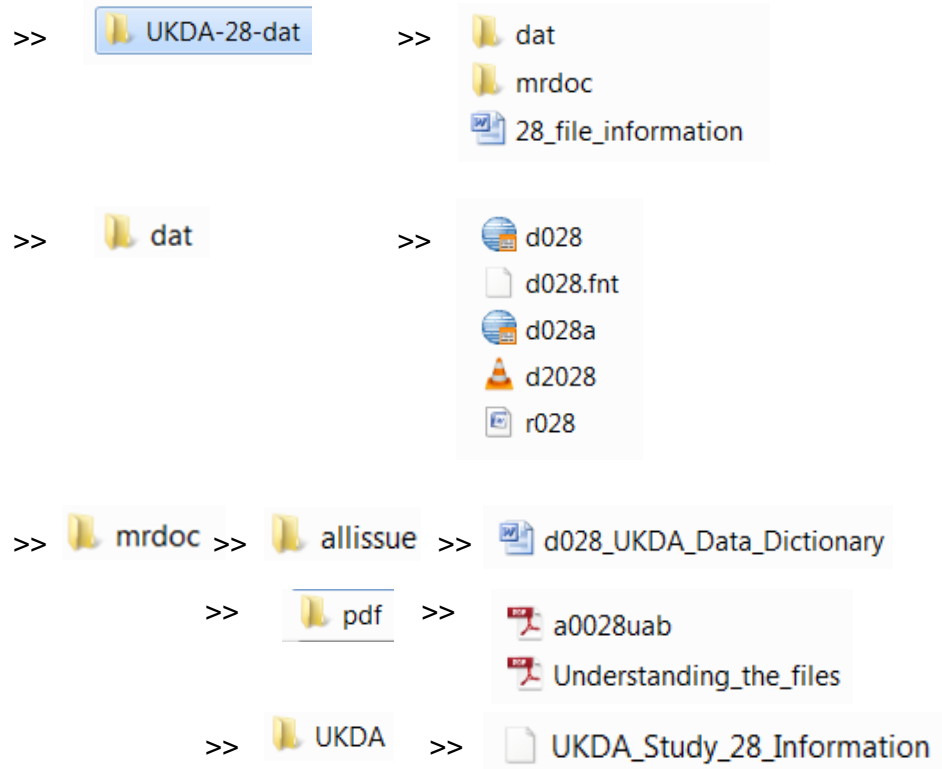 >> UKDA-28-dat >> dat
mrdoc
28_file_information
>> dat >> d028
d028.fnt
d028a
d2028
r028
>> mrdoc >> allissue >> d028_UKDA_Data_Dictionary
>> pdf >> a0028uab
Understanding_the_files
>> UKDA >> UKDA_Study_28_Information